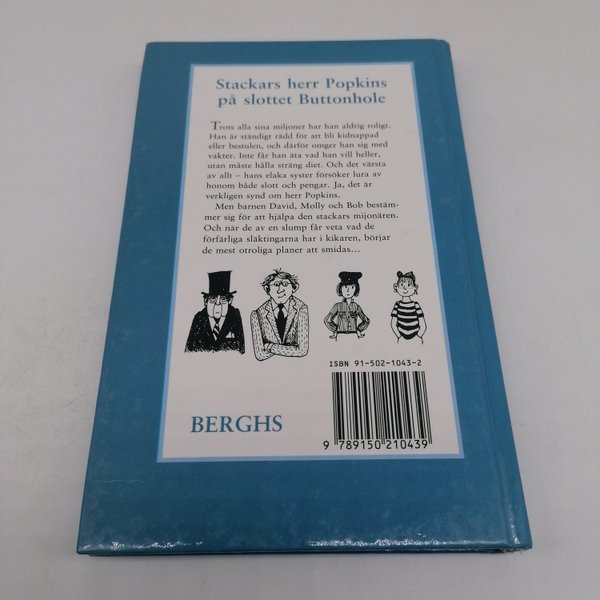 Stackars herr Popkins
på slottet Buttonhole
Trots alla sina miljoner har han aldrig roligt.
Han är ständigt rädd för att bli kidnappad
eller bestulen, och därför omger han sig med
vakter. Inte får han äta vad han vill heller,
utan måste hålla sträng diet. Och det värsta
av allt – hans elaka syster försöker lura av
honom både slott och pengar. Ja, det är
verkligen synd om herr Popkins.
Men barnen David, Molly och Bob bestäm-
mer sig för att hjälpa den stackars mijonären.
Och när de av en slump får veta vad de
förfärliga släktingarna har i kikaren, börjar
de mest otroliga planer att smidas…
ISBN 91-502-1043-2
BERGHS
9 789150 210439